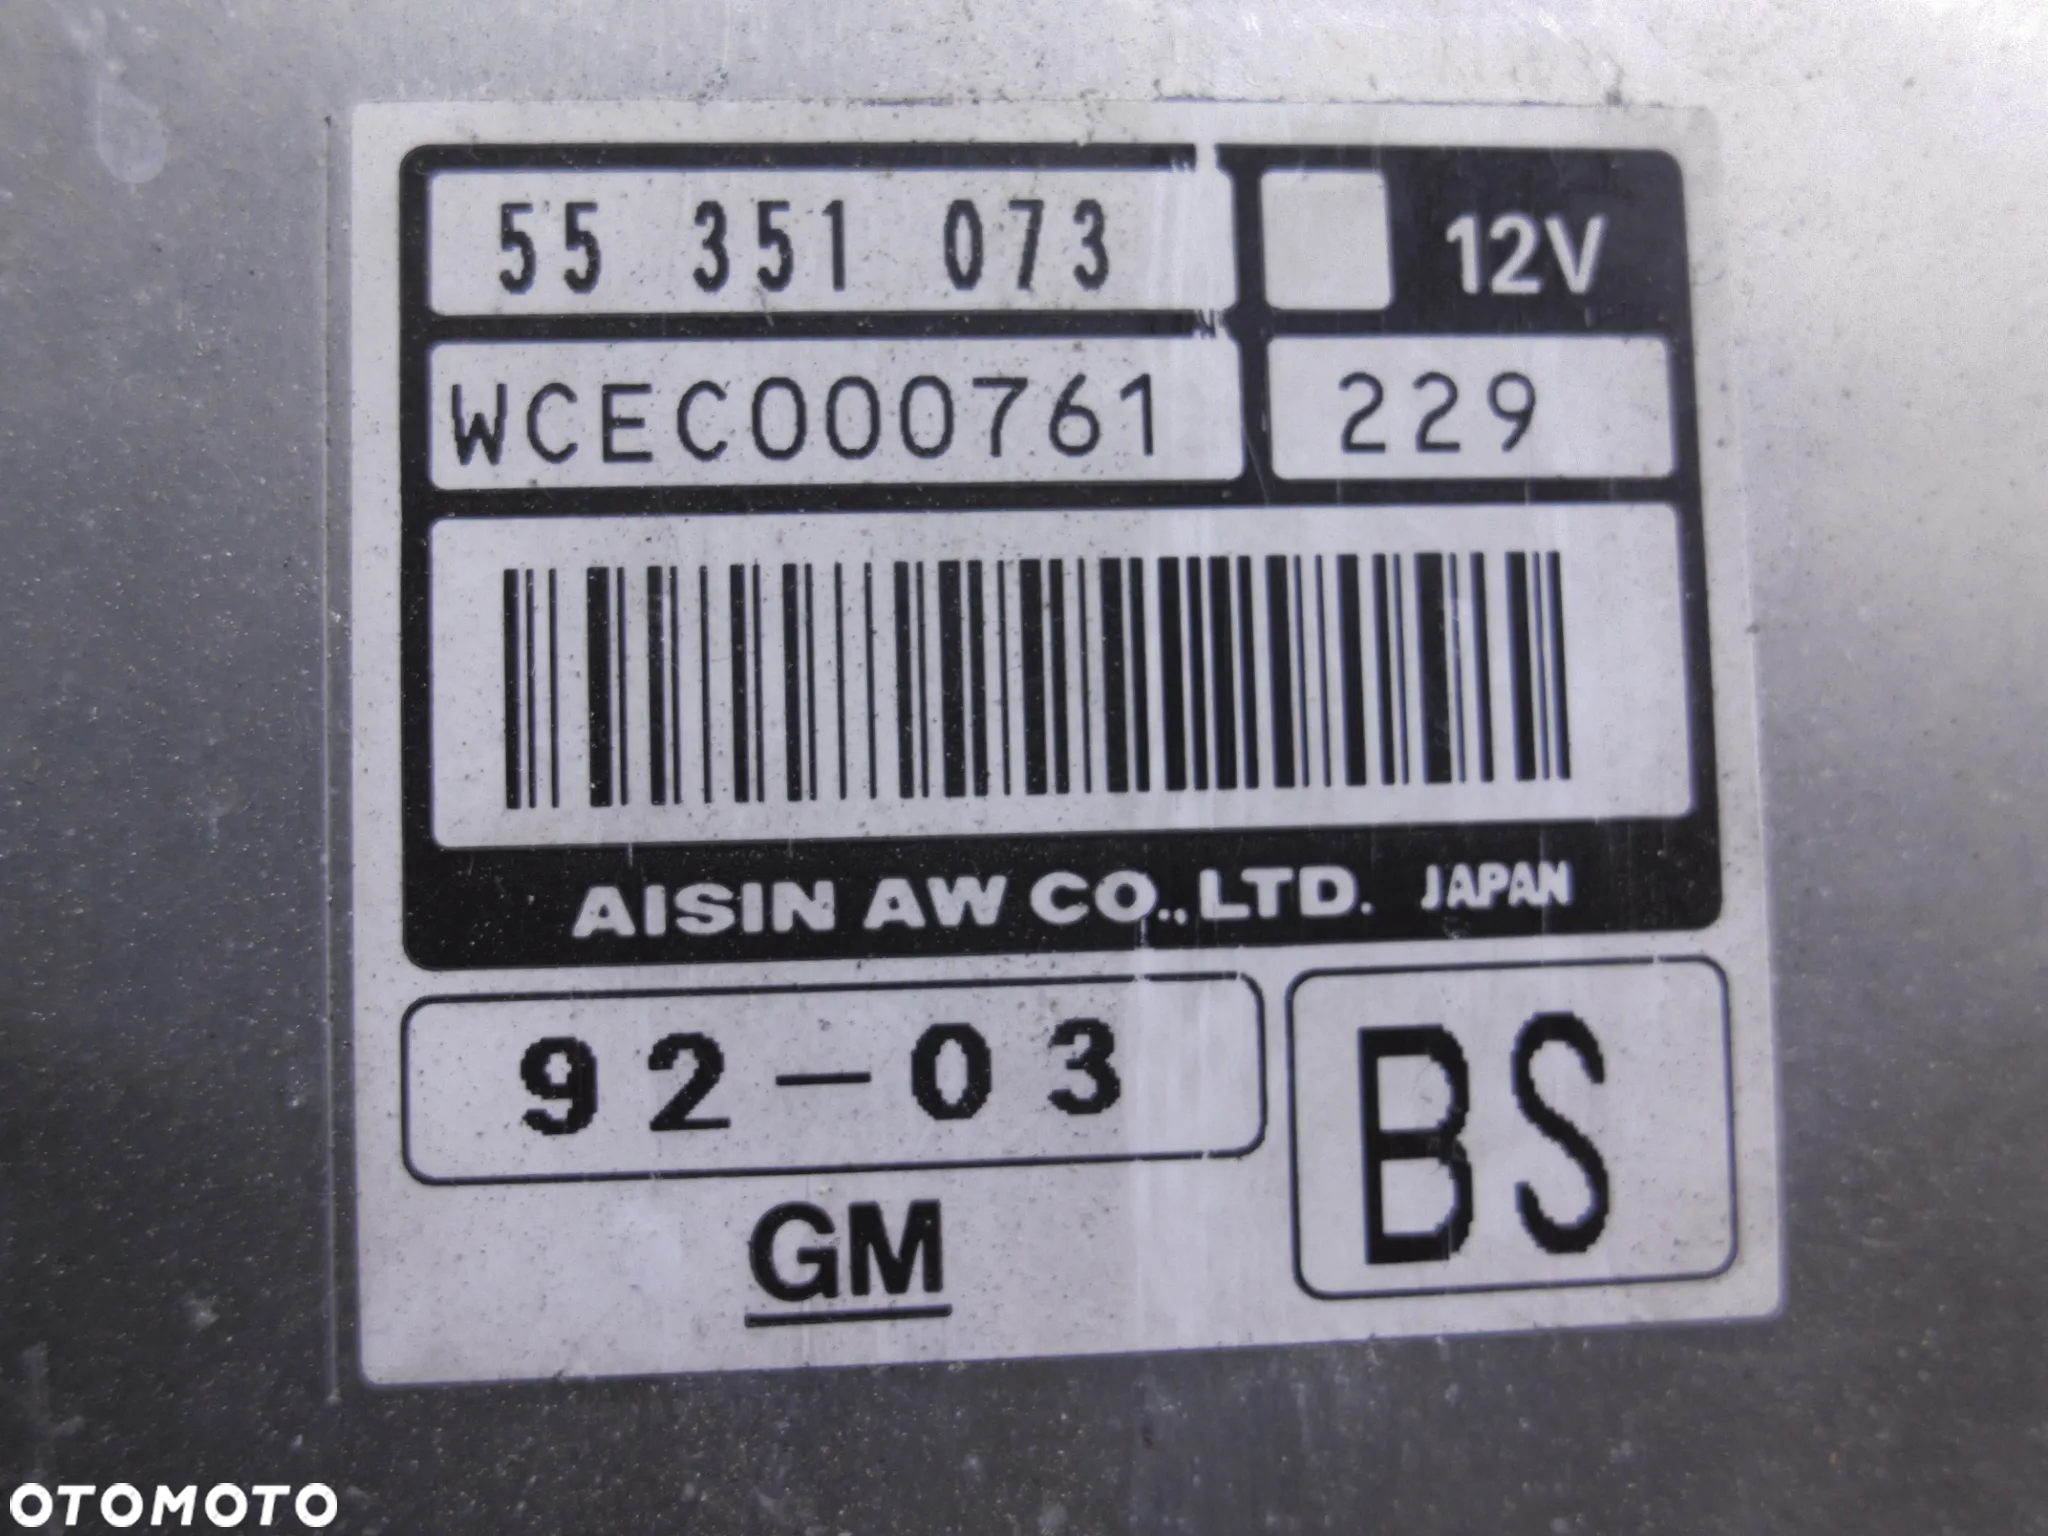 55 351 073
12V
WCEC000761
229
AISIN AW CO., LTD. JAPAN
92-03
BS
GM
OTOMOTO